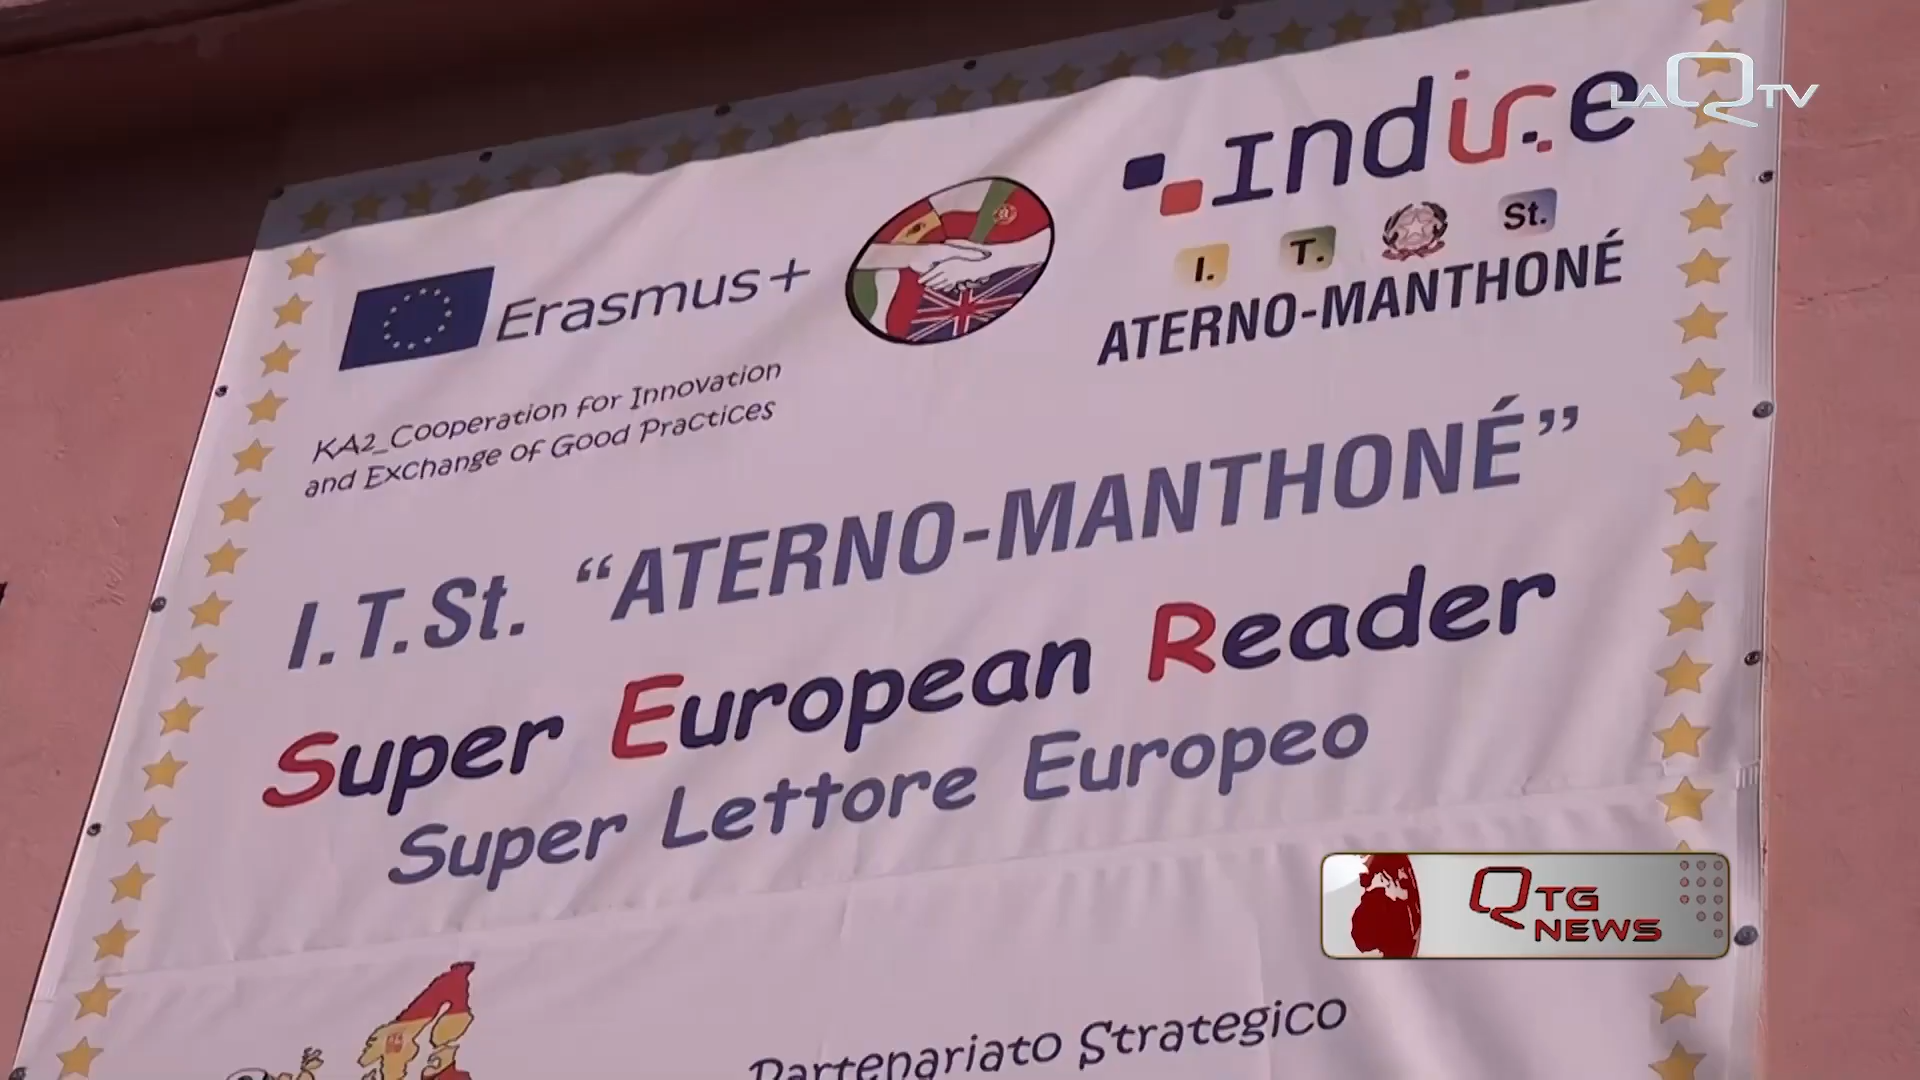 LAQTV
indire
I. T. St.
ATERNO-MANTHONÉ
Erasmus+
KA2_Cooperation for Innovation
and Exchange of Good Practices
I.T.St. “ATERNO-MANTHONÉ”
Super European Reader
Super Lettore Europeo
QTG
NEWS
Partenariato Strategico